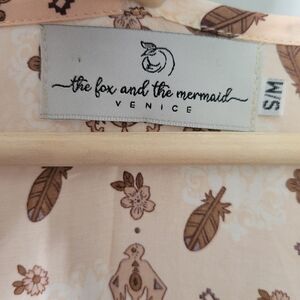 the fox and the mermaid
VENICE
S/M